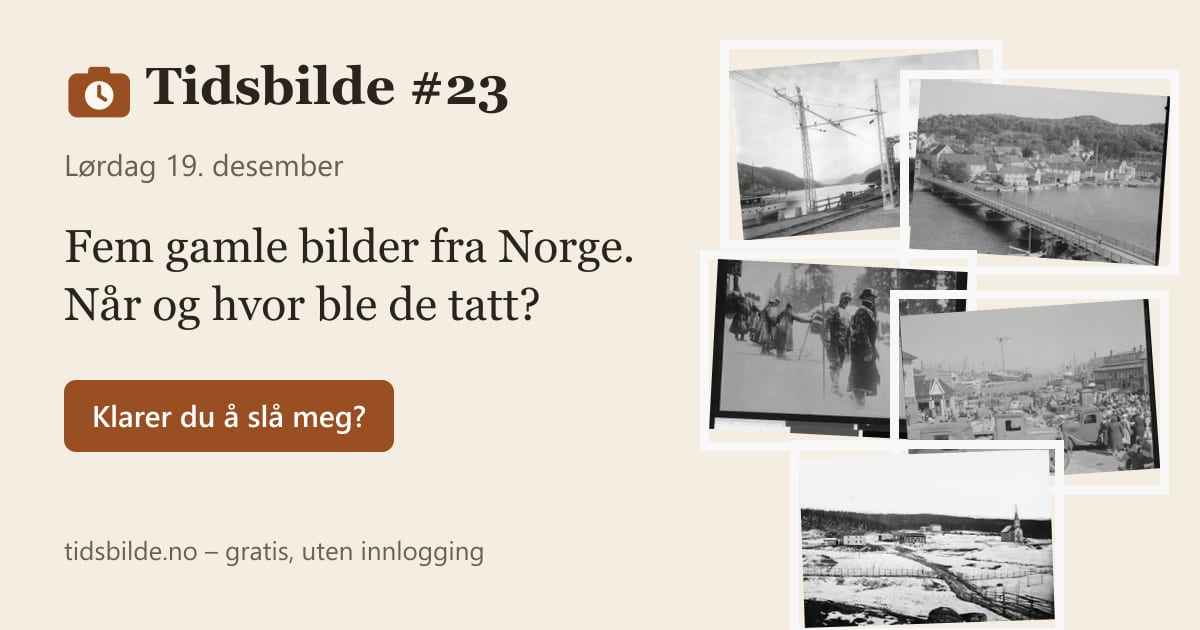 Tidsbilde #23
Lørdag 19. desember
Fem gamle bilder fra Norge.
Når og hvor ble de tatt?
Klarer du å slå meg?
tidsbilde.no – gratis, uten innlogging